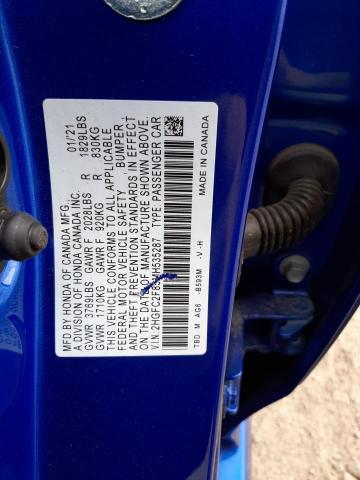 MFD BY HONDA OF CANADA MFG., 01/'21
A DIVISION OF HONDA CANADA INC.
GVWR 3769LBS GAWR F 2028LBS R 1829LBS
GVWR 1710KG GAWR F 920KG R 830KG
THIS VEHICLE CONFORMS TO ALL APPLICABLE
FEDERAL MOTOR VEHICLE SAFETY, BUMPER,
AND THEFT PREVENTION STANDARDS IN EFFECT
ON THE DATE OF MANUFACTURE SHOWN ABOVE.
V.I.N: TYPE: PASSENGER CAR
MADE IN CANADA
TBD M AG6 B593M -V -H